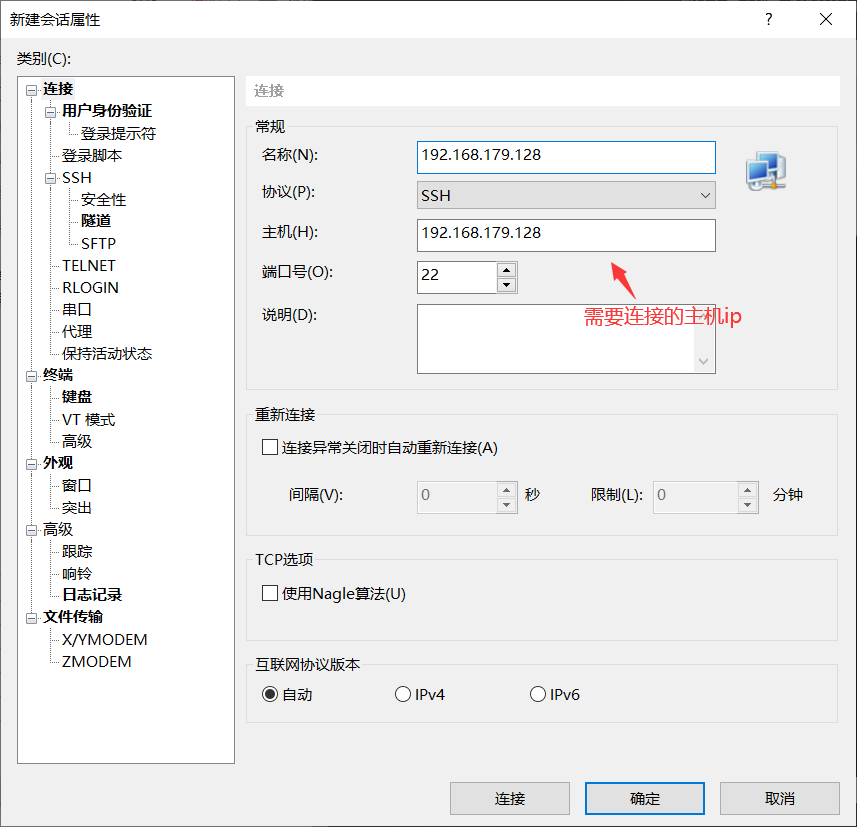 新建会话属性
?
类别(C):
连接
用户身份验证
登录提示符
登录脚本
SSH
安全性
隧道
SFTP
TELNET
RLOGIN
串口
代理
保持活动状态
终端
键盘
VT 模式
高级
外观
窗口
突出
高级
跟踪
响铃
日志记录
文件传输
X/YMODEM
ZMODEM
连接
常规
名称(N): 192.168.179.128
协议(P): SSH
主机(H): 192.168.179.128
端口号(O): 22
说明(D):
需要连接的主机ip
重新连接
连接异常关闭时自动重新连接(A)
间隔(V): 0 秒 限制(L): 0 分钟
TCP选项
使用Nagle算法(U)
互联网协议版本
自动 IPv4 IPv6
连接 确定 取消